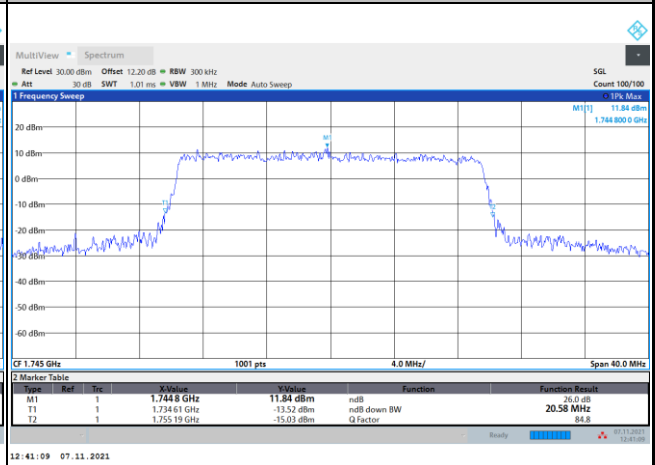 MultiView Spectrum
Ref Level 30.00 dBm Offset 12.20 dB RBW 300 kHz SGL
Att 30 dB SWT 1.01 ms VBW 1 MHz Mode Auto Sweep Count 100/100
1 Frequency Sweep 1Pk Max
M1[1] 11.84 dBm
1.744 800 0 GHz
20 dBm
M1
10 dBm
0 dBm
-10 dBm
-20 dBm
-30 dBm
-40 dBm
-50 dBm
-60 dBm
CF 1.745 GHz 1001 pts 4.0 MHz/ Span 40.0 MHz
2 Marker Table
Type Ref Trc X-Value Y-Value Function Function Result
M1 1 1.744 8 GHz 11.84 dBm ndB 26.0 dB
T1 1 1.734 61 GHz -13.52 dBm ndB down BW 20.58 MHz
T2 1 1.755 19 GHz -15.03 dBm Q Factor 84.8
Ready 07.11.2021
12:41:09
12:41:09 07.11.2021